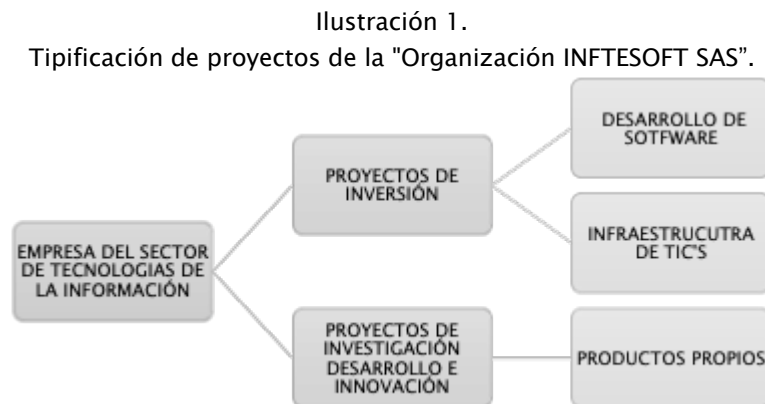 Ilustración 1.
Tipificación de proyectos de la "Organización INFTESOFT SAS”.
EMPRESA DEL SECTOR
DE TECNOLOGIAS DE
LA INFORMACIÓN
PROYECTOS DE
INVERSIÓN
DESARROLLO DE
SOTFWARE
INFRAESTRUCUTRA
DE TIC'S
PROYECTOS DE
INVESTIGACIÓN
DESARROLLO E
INNOVACIÓN
PRODUCTOS PROPIOS